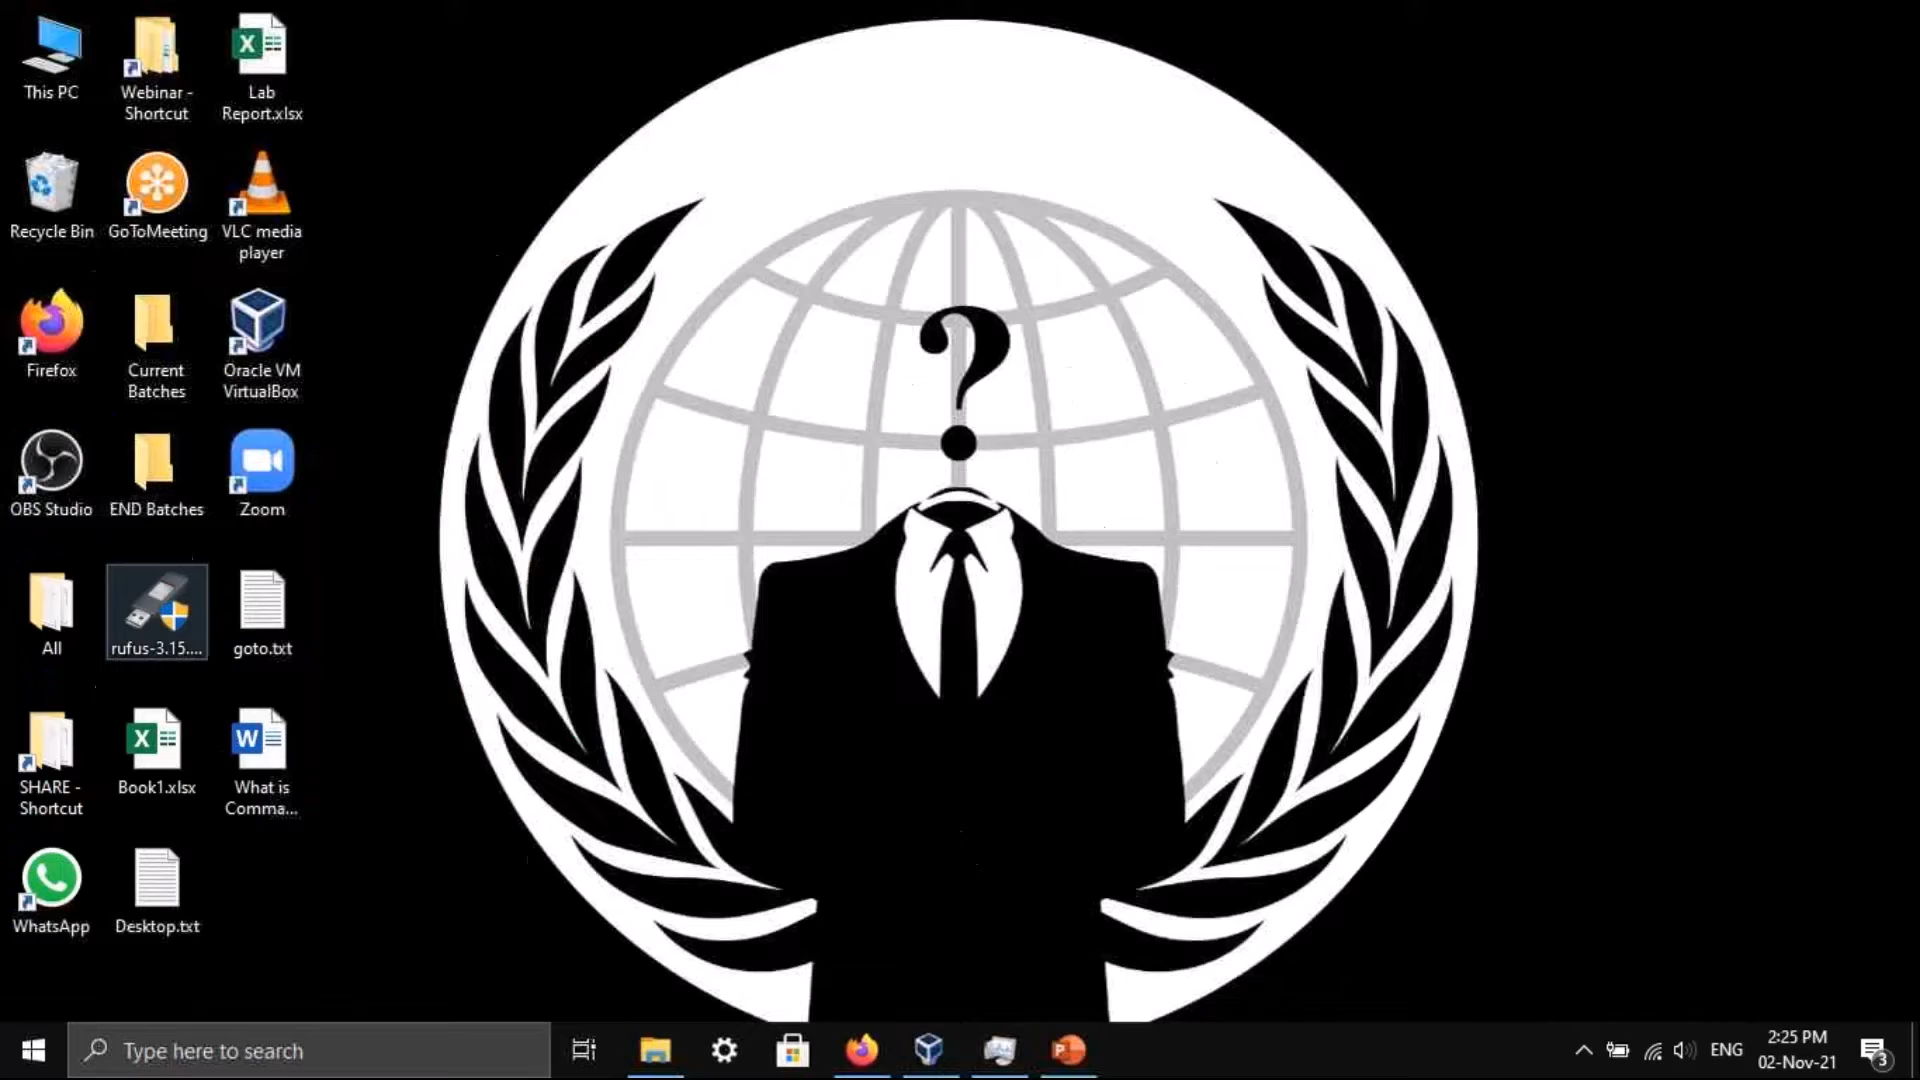 This PC
Webinar -
Shortcut
Lab
Report.xlsx
Recycle Bin
GoToMeeting
VLC media
player
Firefox
Current
Batches
Oracle VM
VirtualBox
OBS Studio
END Batches
Zoom
All
rufus-3.15....
goto.txt
SHARE -
Shortcut
Book1.xlsx
What is
Comma...
WhatsApp
Desktop.txt
?
Type here to search
ENG
2:25 PM
02-Nov-21
3